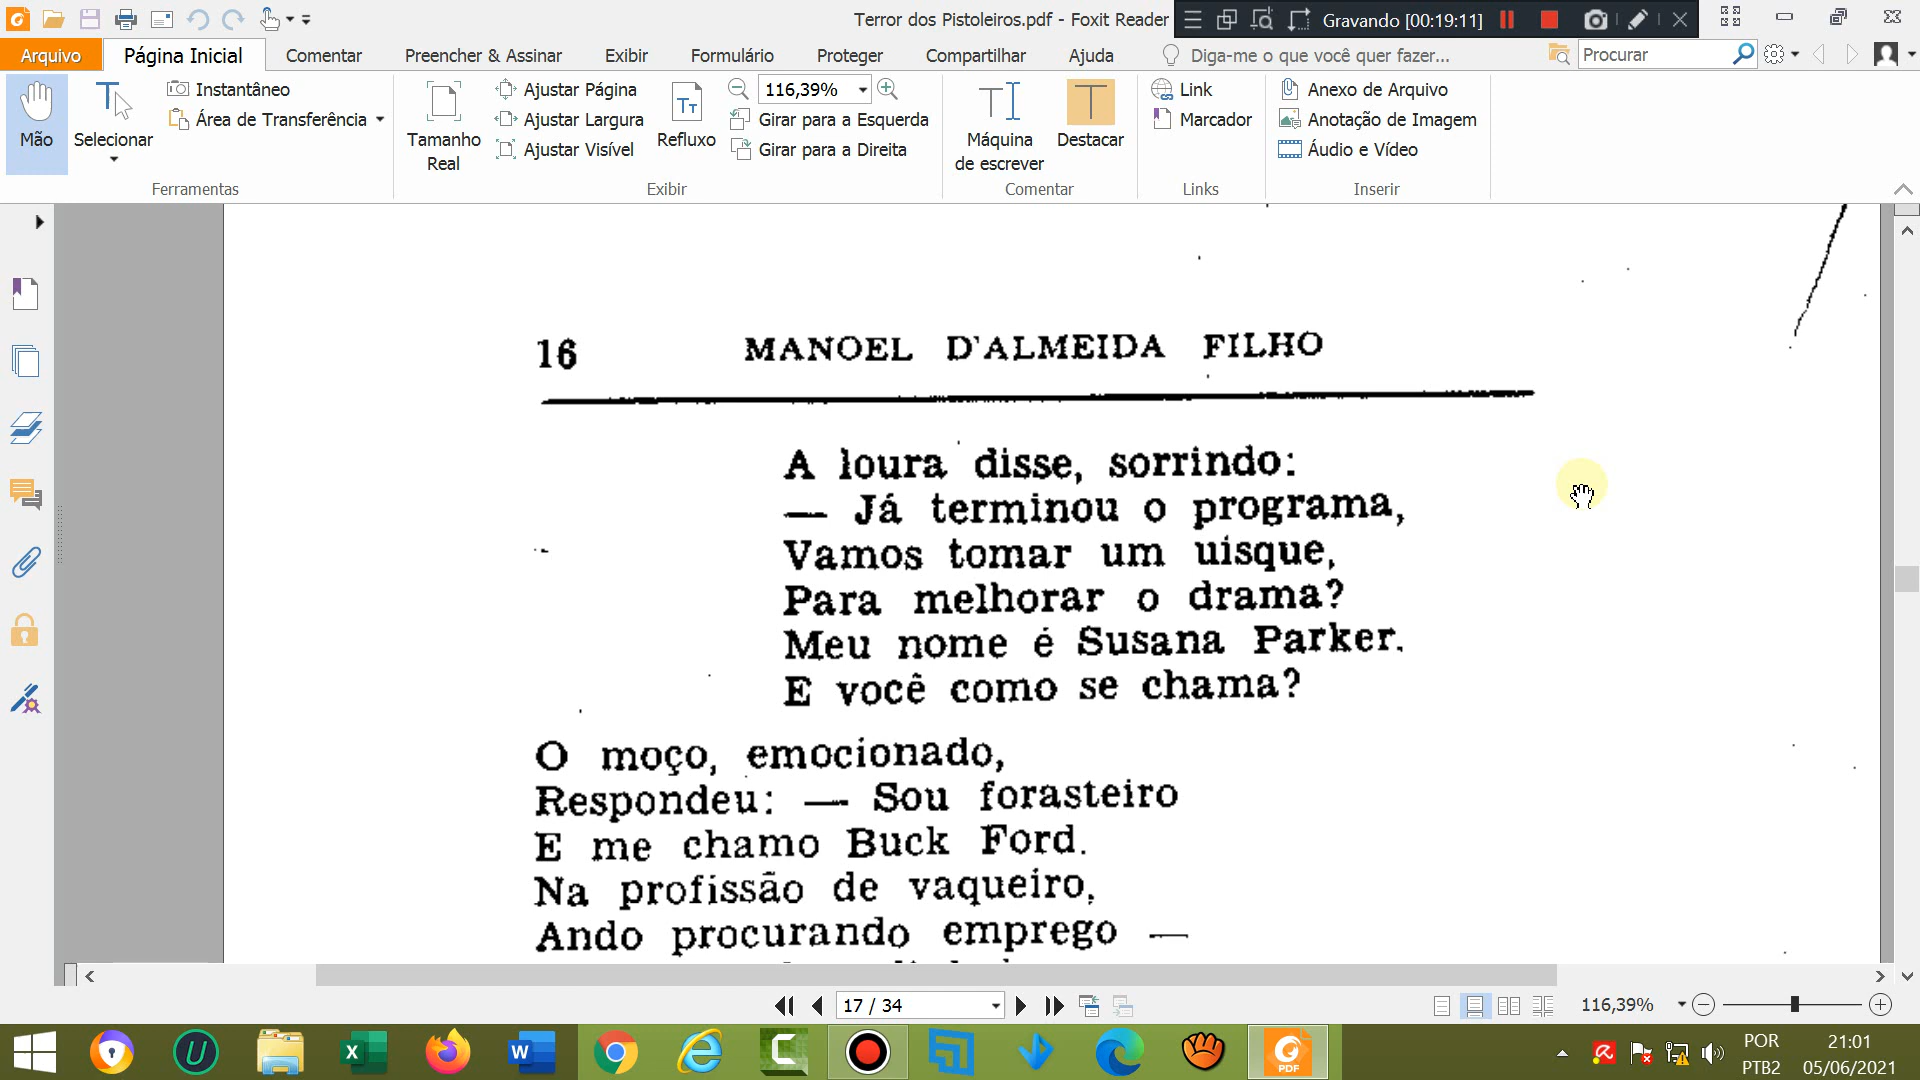 Terror dos Pistoleiros.pdf - Foxit Reader
Gravando [00:19:11]
Arquivo
Página Inicial
Comentar
Preencher & Assinar
Exibir
Formulário
Proteger
Compartilhar
Ajuda
Diga-me o que você quer fazer...
Procurar
Mão
Selecionar
Instantâneo
Área de Transferência
Ferramentas
Tamanho
Real
Ajustar Página
Ajustar Largura
Ajustar Visível
Refluxo
116,39%
Girar para a Esquerda
Girar para a Direita
Exibir
Máquina
de escrever
Destacar
Comentar
Link
Marcador
Links
Anexo de Arquivo
Anotação de Imagem
Áudio e Vídeo
Inserir
16 MANOEL D'ALMEIDA FILHO
A loura disse, sorrindo:
— Já terminou o programa,
Vamos tomar um uisque,
Para melhorar o drama?
Meu nome é Susana Parker.
E você como se chama?
O moço, emocionado,
Respondeu: — Sou forasteiro
E me chamo Buck Ford.
Na profissão de vaqueiro,
Ando procurando emprego —
17 / 34
116,39%
PDF
POR
PTB2
21:01
05/06/2021